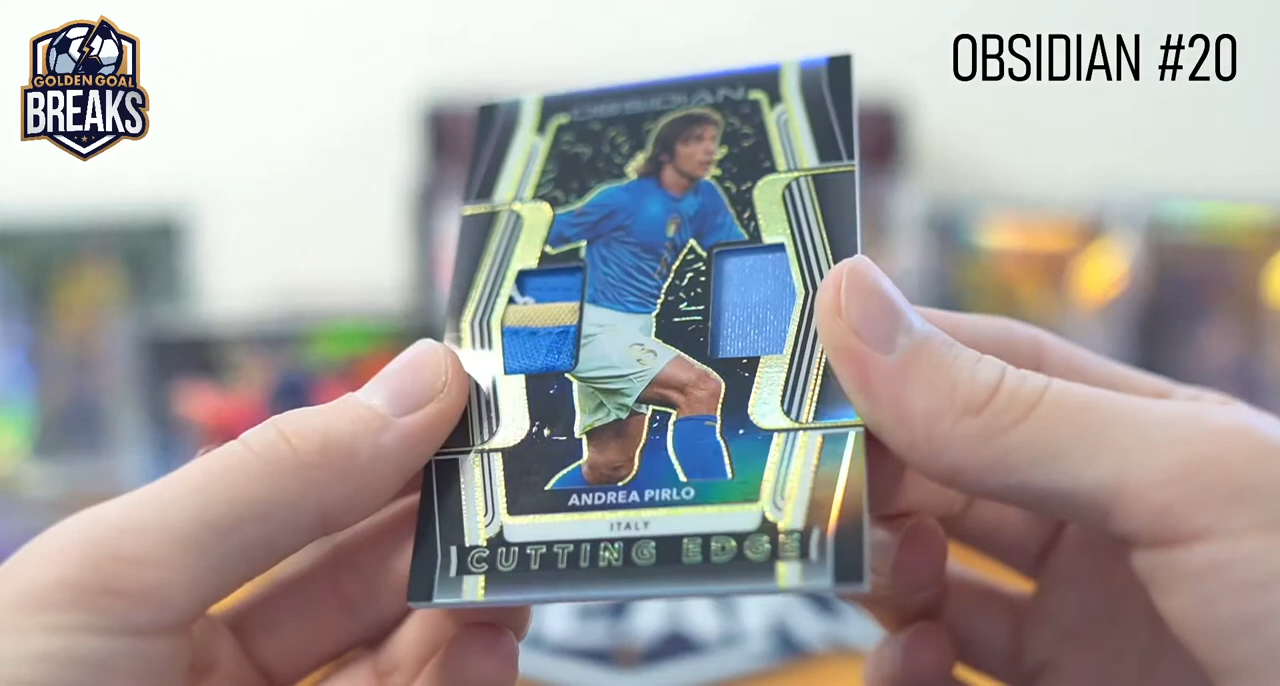 GOLDEN GOAL
BREAKS
OBSIDIAN #20
OBSIDIAN
ANDREA PIRLO
ITALY
CUTTING EDGE